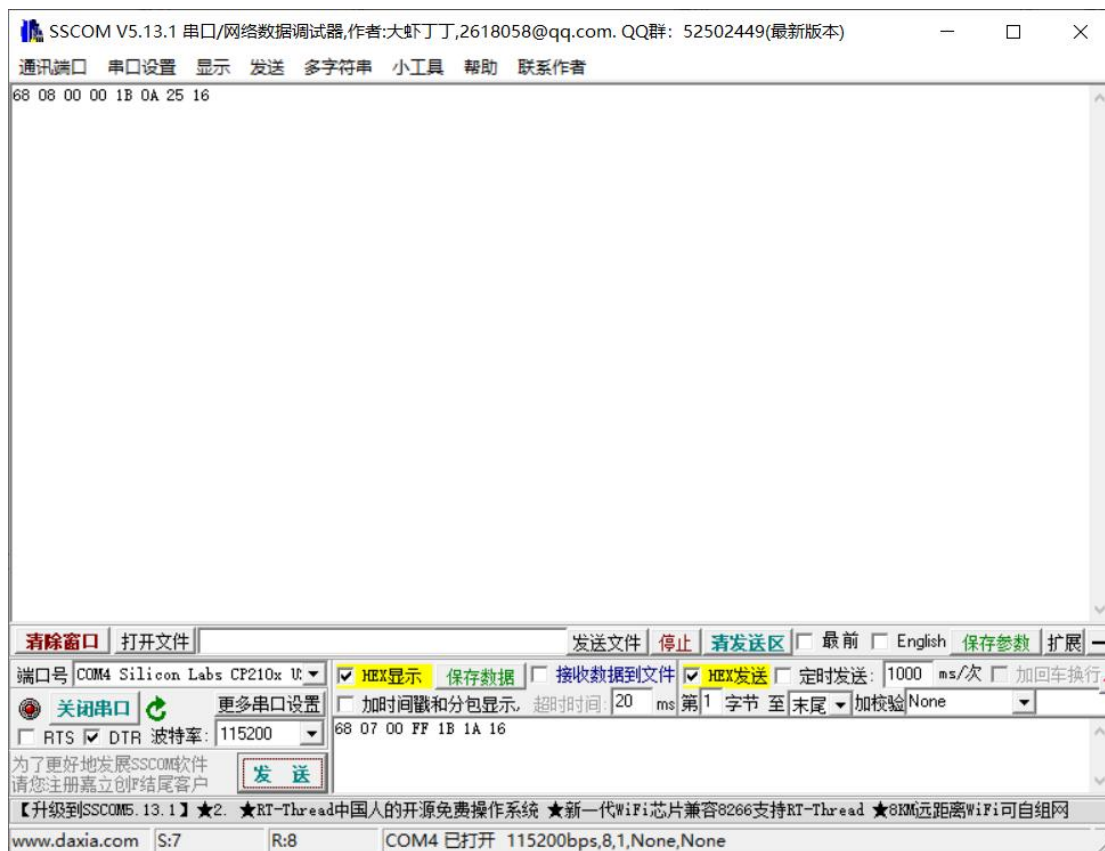 SSCOM V5.13.1 串口/网络数据调试器,作者:大虾丁丁,2618058@qq.com. QQ群: 52502449(最新版本)
通讯端口 串口设置 显示 发送 多字符串 小工具 帮助 联系作者
68 08 00 00 1B 0A 25 16
清除窗口 打开文件 发送文件 停止 清发送区 最前 English 保存参数 扩展
端口号 COM4 Silicon Labs CP210x HEX显示 保存数据 接收数据到文件 HEX发送 定时发送: 1000 ms/次 加回车换行
关闭串口 更多串口设置 加时间戳和分包显示, 超时时间: 20 ms 第1 字节 至 末尾 加校验 None
RTS DTR 波特率: 115200 68 07 00 FF 1B 1A 16
为了更好地发展SSCOM软件
请您注册嘉立创F结尾客户
发 送
【升级到SSCOM5.13.1】★2. ★RT-Thread中国人的开源免费操作系统 ★新一代WiFi芯片兼容8266支持RT-Thread ★8KM远距离WiFi可自组网
www.daxia.com S:7 R:8 COM4 已打开 115200bps,8,1,None,None